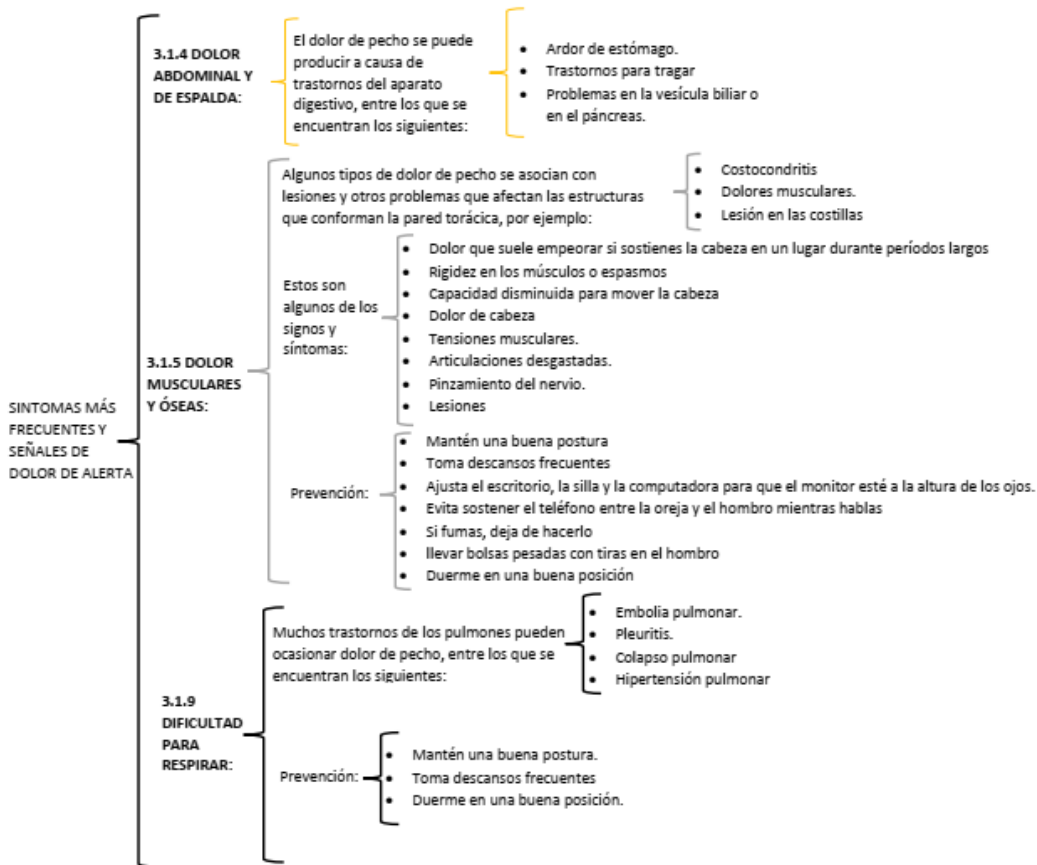 SINTOMAS MÁS
FRECUENTES Y
SEÑALES DE
DOLOR DE ALERTA
3.1.4 DOLOR
ABDOMINAL Y
DE ESPALDA:
El dolor de pecho se puede
producir a causa de
trastornos del aparato
digestivo, entre los que se
encuentran los siguientes:
• Ardor de estómago.
• Trastornos para tragar
• Problemas en la vesícula biliar o
en el páncreas.
3.1.5 DOLOR
MUSCULARES
Y ÓSEAS:
Algunos tipos de dolor de pecho se asocian con
lesiones y otros problemas que afectan las estructuras
que conforman la pared torácica, por ejemplo:
• Costocondritis
• Dolores musculares.
• Lesión en las costillas
Estos son
algunos de los
signos y
síntomas:
• Dolor que suele empeorar si sostienes la cabeza en un lugar durante períodos largos
• Rigidez en los músculos o espasmos
• Capacidad disminuida para mover la cabeza
• Dolor de cabeza
• Tensiones musculares.
• Articulaciones desgastadas.
• Pinzamiento del nervio.
• Lesiones
Prevención:
• Mantén una buena postura
• Toma descansos frecuentes
• Ajusta el escritorio, la silla y la computadora para que el monitor esté a la altura de los ojos.
• Evita sostener el teléfono entre la oreja y el hombro mientras hablas
• Si fumas, deja de hacerlo
• llevar bolsas pesadas con tiras en el hombro
• Duerme en una buena posición
3.1.9
DIFICULTAD
PARA
RESPIRAR:
Muchos trastornos de los pulmones pueden
ocasionar dolor de pecho, entre los que se
encuentran los siguientes:
• Embolia pulmonar.
• Pleuritis.
• Colapso pulmonar
• Hipertensión pulmonar
Prevención:
• Mantén una buena postura.
• Toma descansos frecuentes
• Duerme en una buena posición.